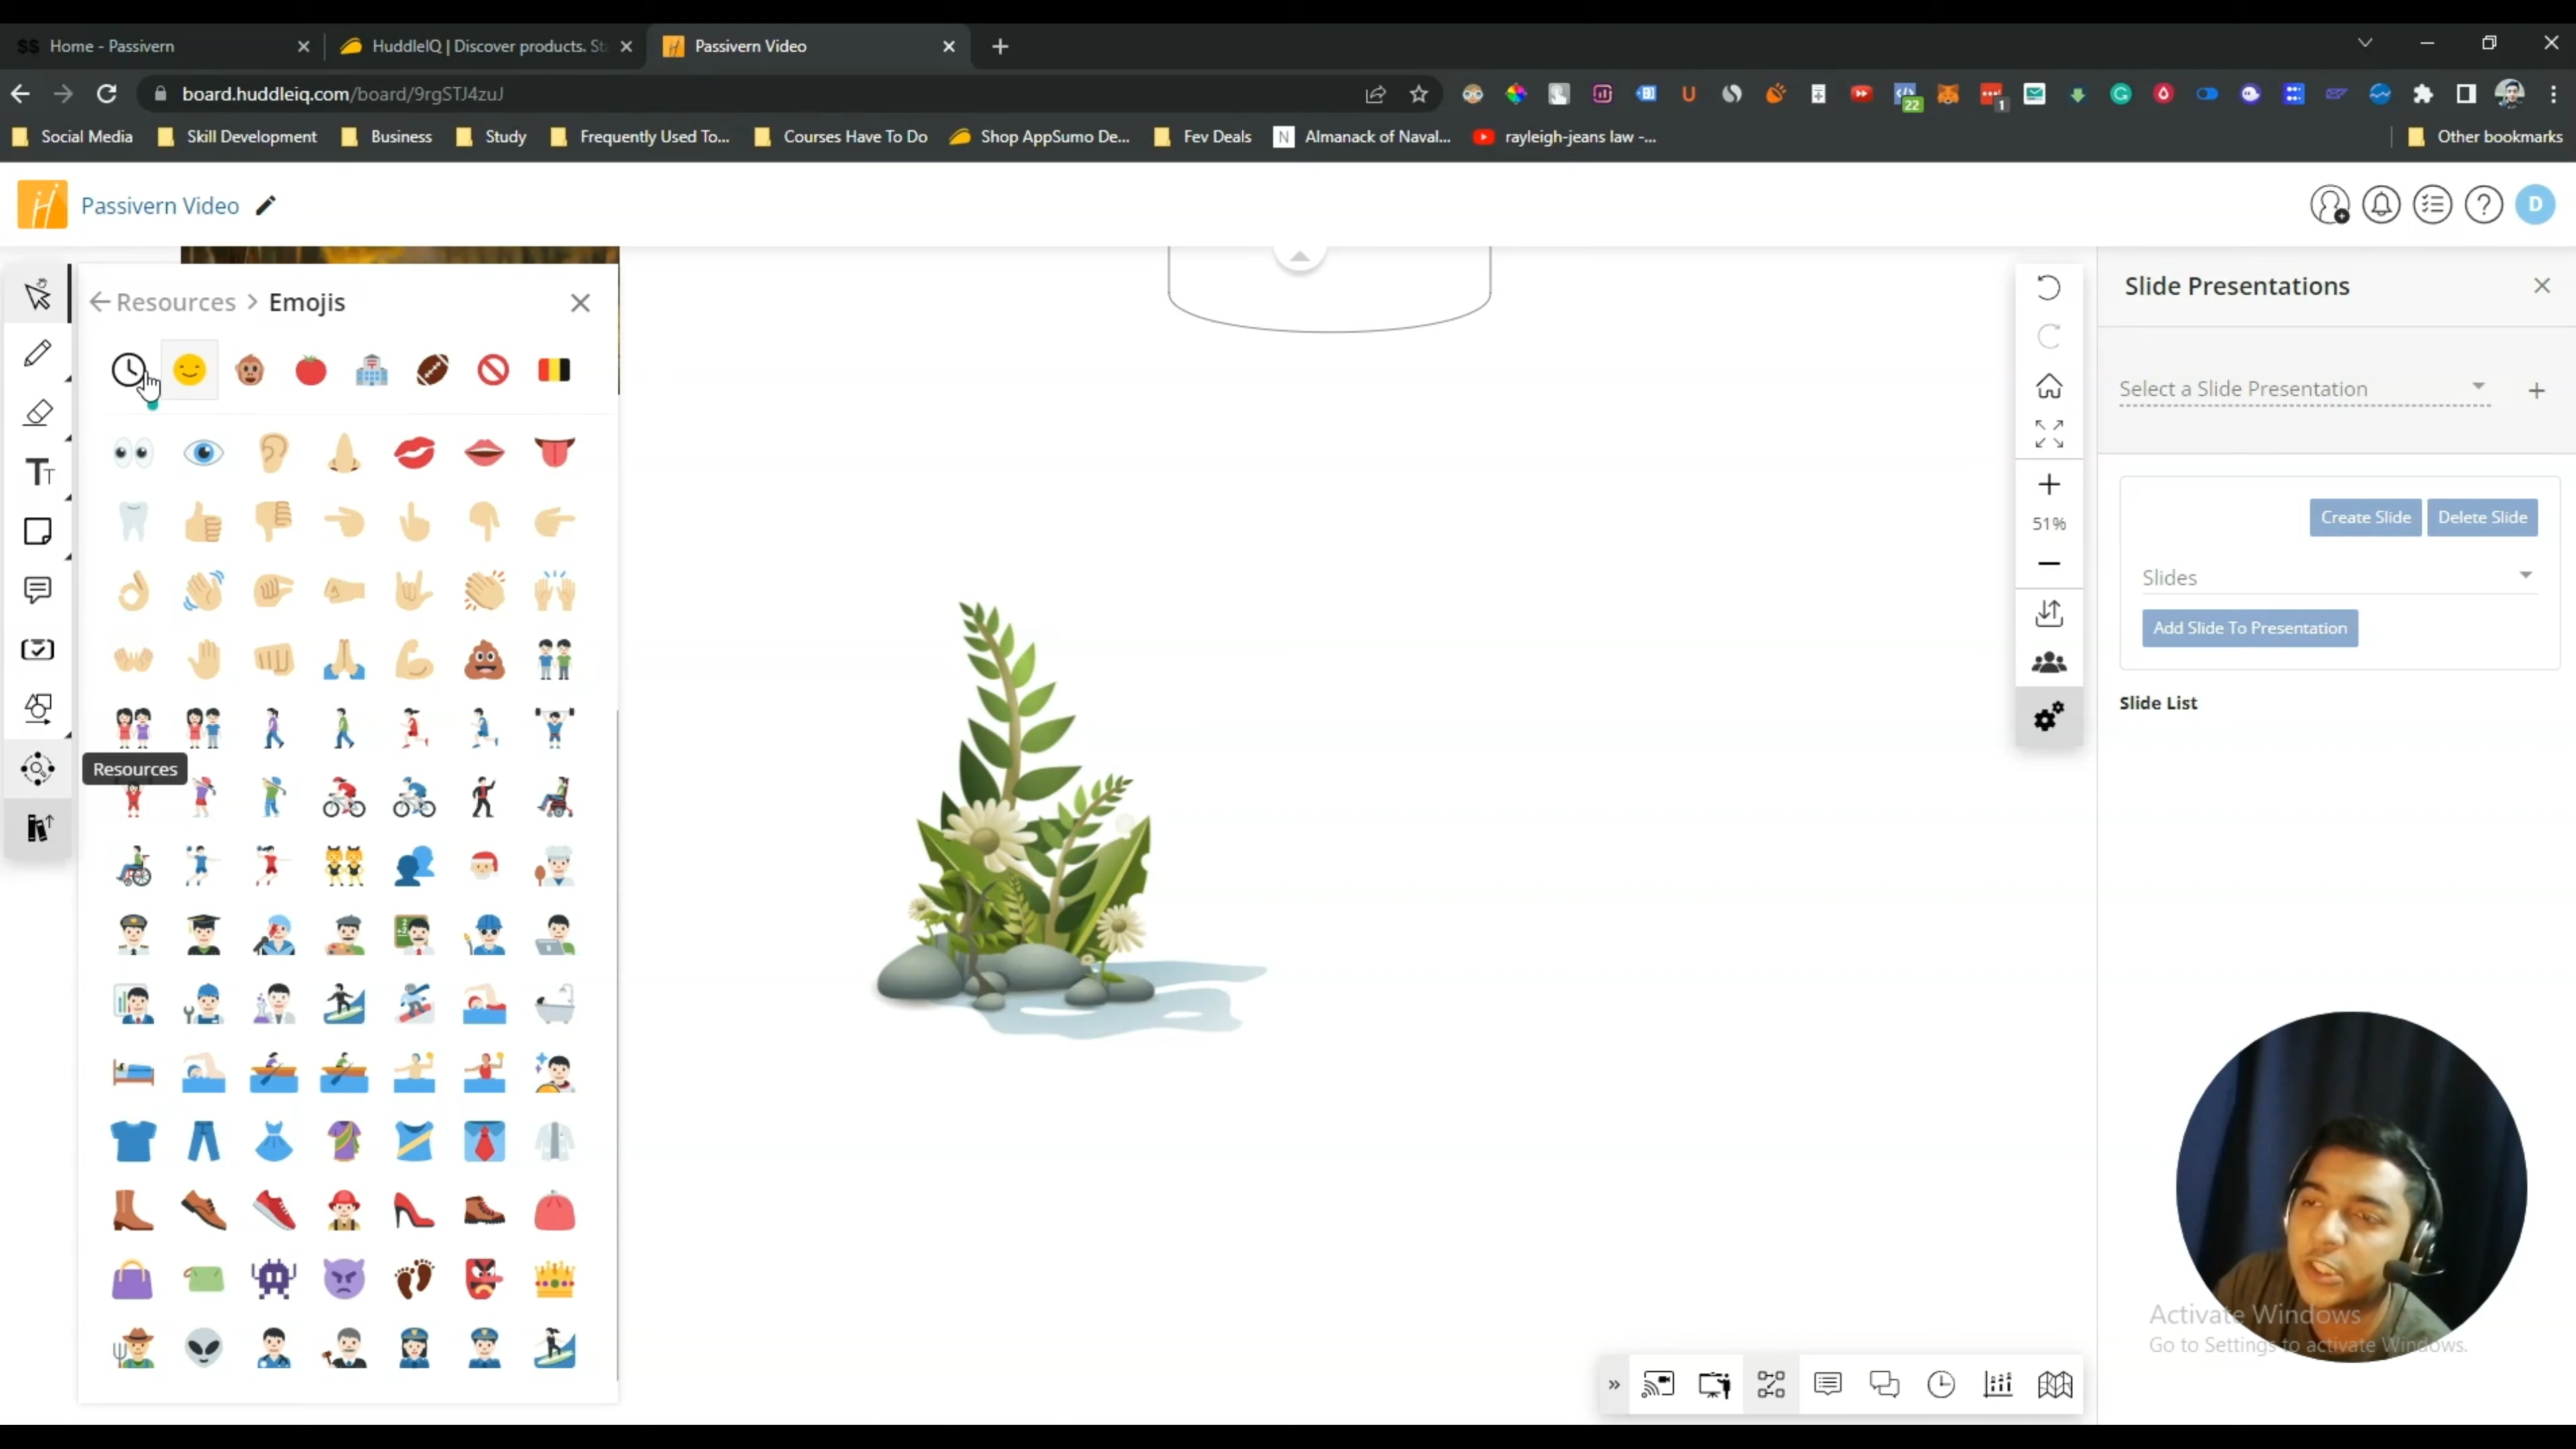 $$ Home - Passivern
HuddleIQ | Discover products. St
Passivern Video
board.huddleiq.com/board/9rgSTJ4zuJ
22
1
Social Media
Skill Development
Business
Study
Frequently Used To...
Courses Have To Do
Shop AppSumo De...
Fev Deals
N Almanack of Naval...
rayleigh-jeans law -...
Other bookmarks
Passivern Video
D
Resources > Emojis
Slide Presentations
Select a Slide Presentation
Create Slide
Delete Slide
51%
Slides
Add Slide To Presentation
Slide List
Resources
Activate Windows
Go to Settings to activate Windows.